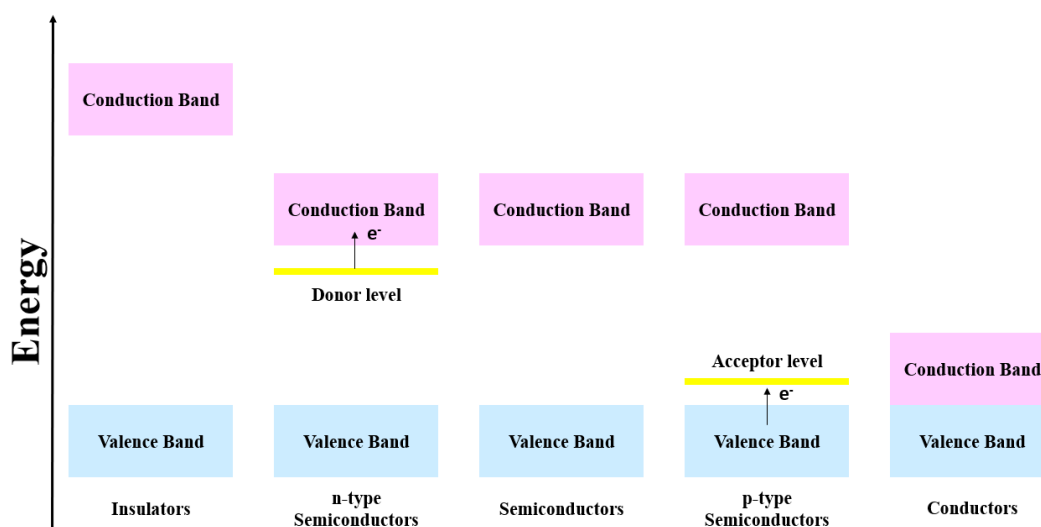 Energy
Conduction Band
Conduction Band
Conduction Band
Conduction Band
e-
Donor level
Acceptor level
e-
Conduction Band
Valence Band
Valence Band
Valence Band
Valence Band
Valence Band
Insulators
n-type
Semiconductors
Semiconductors
p-type
Semiconductors
Conductors